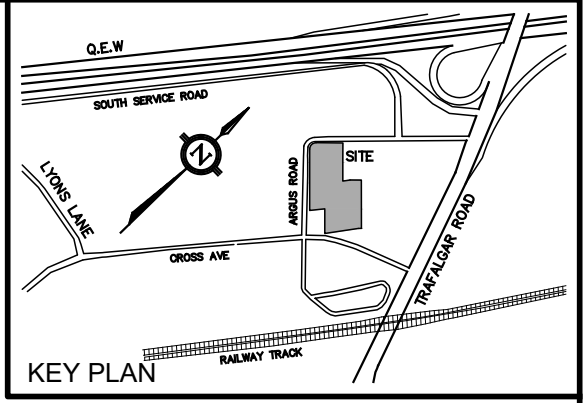 Q.E.W
SOUTH SERVICE ROAD
N
LYONS LANE
ARGUS ROAD
SITE
CROSS AVE
TRAFALGAR ROAD
RAILWAY TRACK
KEY PLAN